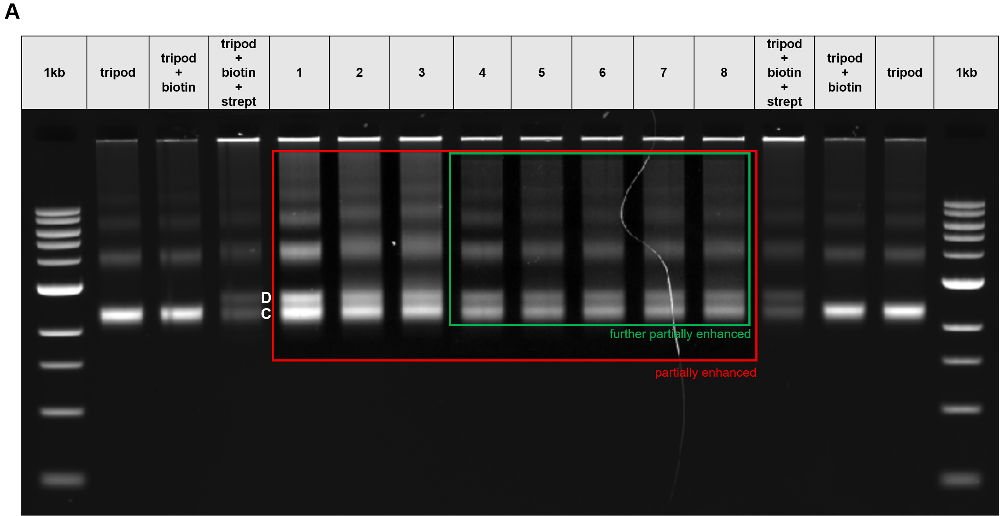 A
1kb
tripod
tripod
+
biotin
tripod
+
biotin
+
strept
1
2
3
4
5
6
7
8
tripod
+
biotin
+
strept
tripod
+
biotin
tripod
1kb
D
C
further partially enhanced
partially enhanced